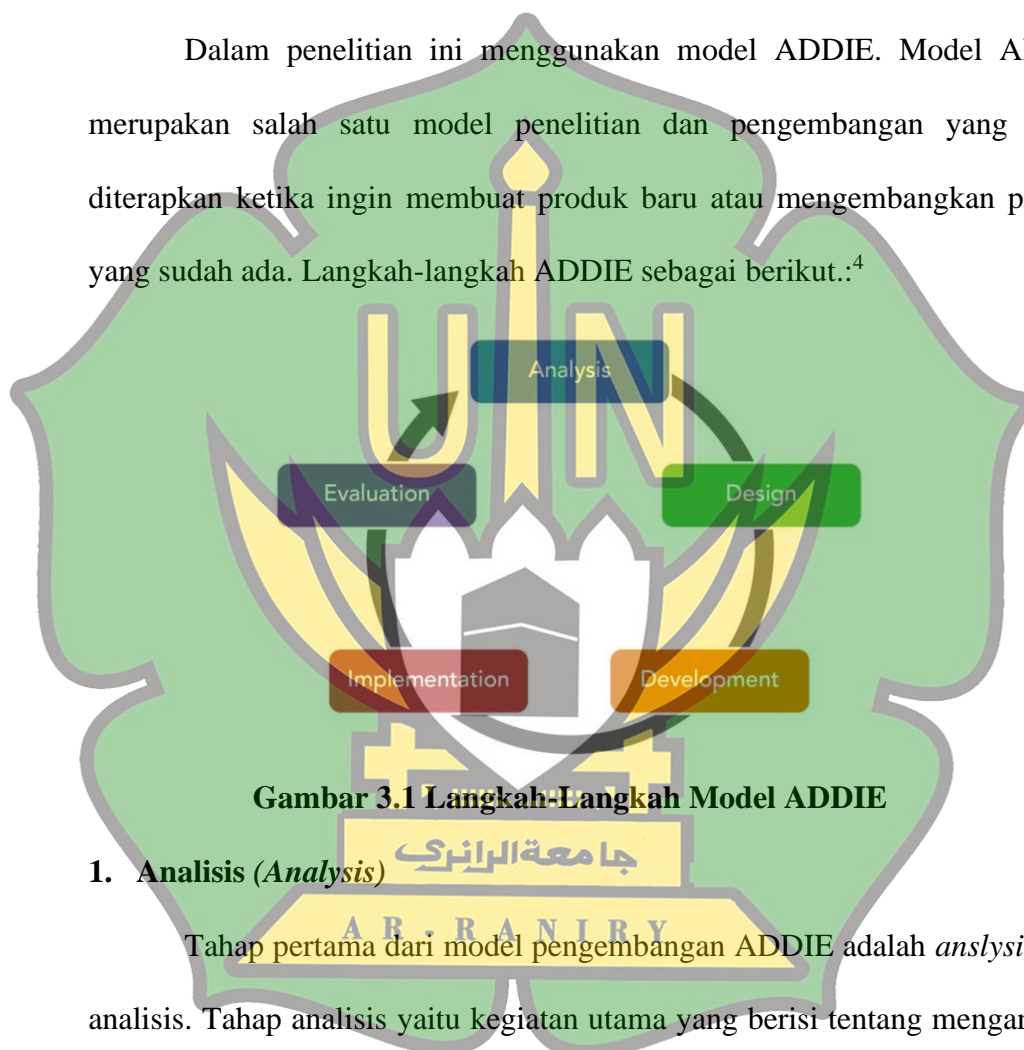 Dalam penelitian ini menggunakan model ADDIE. Model
merupakan salah satu model penelitian dan pengembangan yang
diterapkan ketika ingin membuat produk baru atau mengembangkan
yang sudah ada. Langkah-langkah ADDIE sebagai berikut.:⁴
UIN
Analysis
Evaluation
Design
Implementation
Development
Gambar 3.1 Langkah-Langkah Model ADDIE
جامعة الرانري
1. Analisis (Analysis)
AR-RANIRY
Tahap pertama dari model pengembangan ADDIE adalah anslysi
analisis. Tahap analisis yaitu kegiatan utama yang berisi tentang